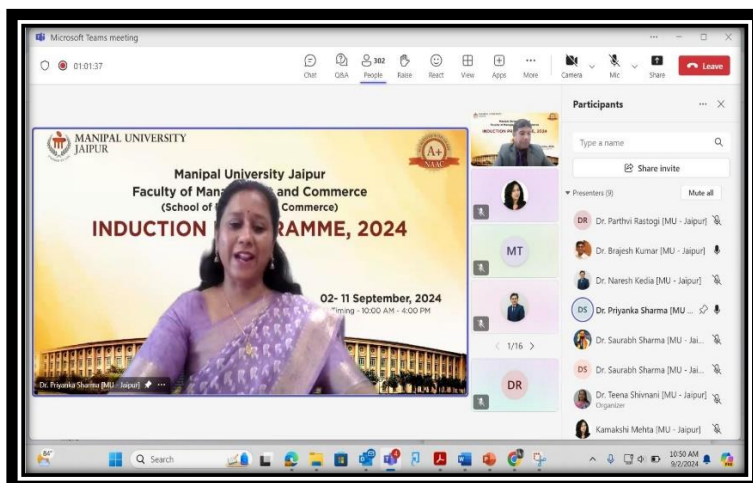 Microsoft Teams meeting
01:01:37
Chat
Q&A
302
People
Raise
React
View
Apps
More
Camera
Mic
Share
Leave
MANIPAL UNIVERSITY
JAIPUR
A+
NAAC
Manipal University Jaipur
Faculty of Mana and Commerce
(School of Commerce)
INDUCTION RAMME, 2024
02- 11 September, 2024
Timing - 10:00 AM - 4:00 PM
Dr. Priyanka Sharma [MU - Jaipur]
MT
1/16
DR
Participants
Type a name
Share invite
Presenters (9)
Mute all
DR Dr. Parthvi Rastogi [MU - Jaipur]
Dr. Brajesh Kumar [MU - Jaipur]
Dr. Naresh Kedia [MU - Jaipur]
DS Dr. Priyanka Sharma [MU ...
Dr. Saurabh Sharma [MU - Jai...
DS Dr. Saurabh Sharma [MU - Jai...
Dr. Teena Shivnani [MU - Jaipur]
Organizer
Kamakshi Mehta [MU - Jaipur]
84°
Search
10:50 AM
9/2/2024